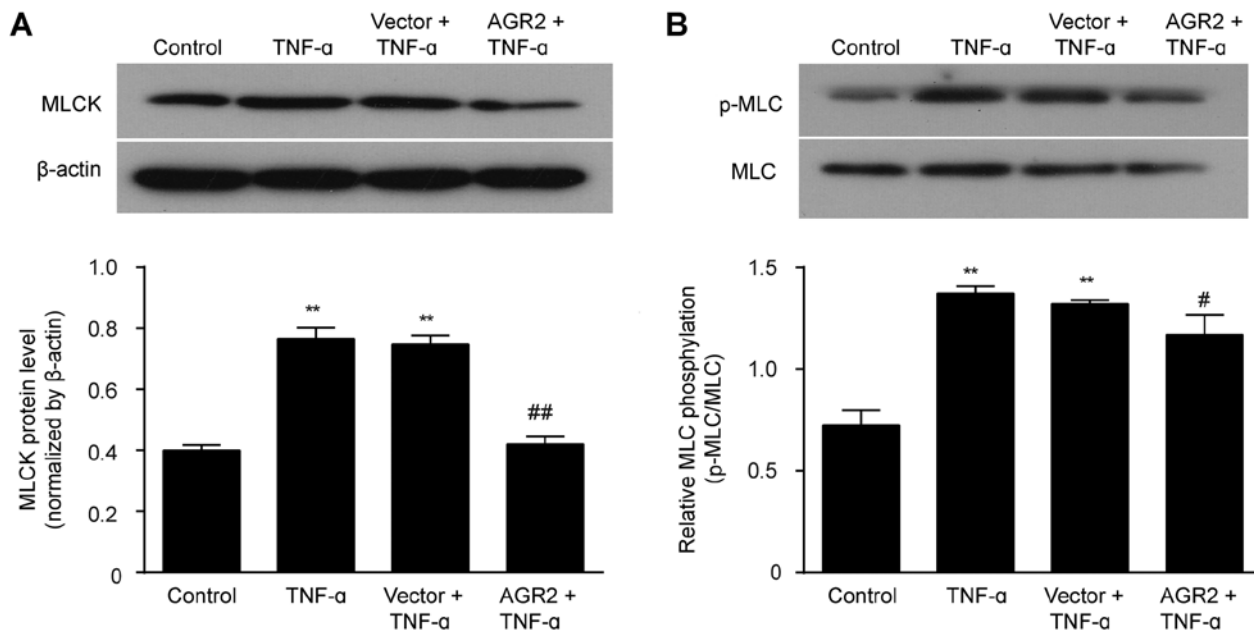 A
Control
TNF-α
Vector +
TNF-α
AGR2 +
TNF-α
MLCK
β-actin
1.0
0.8
0.6
0.4
0.2
0
MLCK protein level
(normalized by β-actin)
**
**
##
Control
TNF-α
Vector +
TNF-α
AGR2 +
TNF-α
B
Control
TNF-α
Vector +
TNF-α
AGR2 +
TNF-α
p-MLC
MLC
1.5
1.0
0.5
0
Relative MLC phosphylation
(p-MLC/MLC)
**
**
#
Control
TNF-α
Vector +
TNF-α
AGR2 +
TNF-α